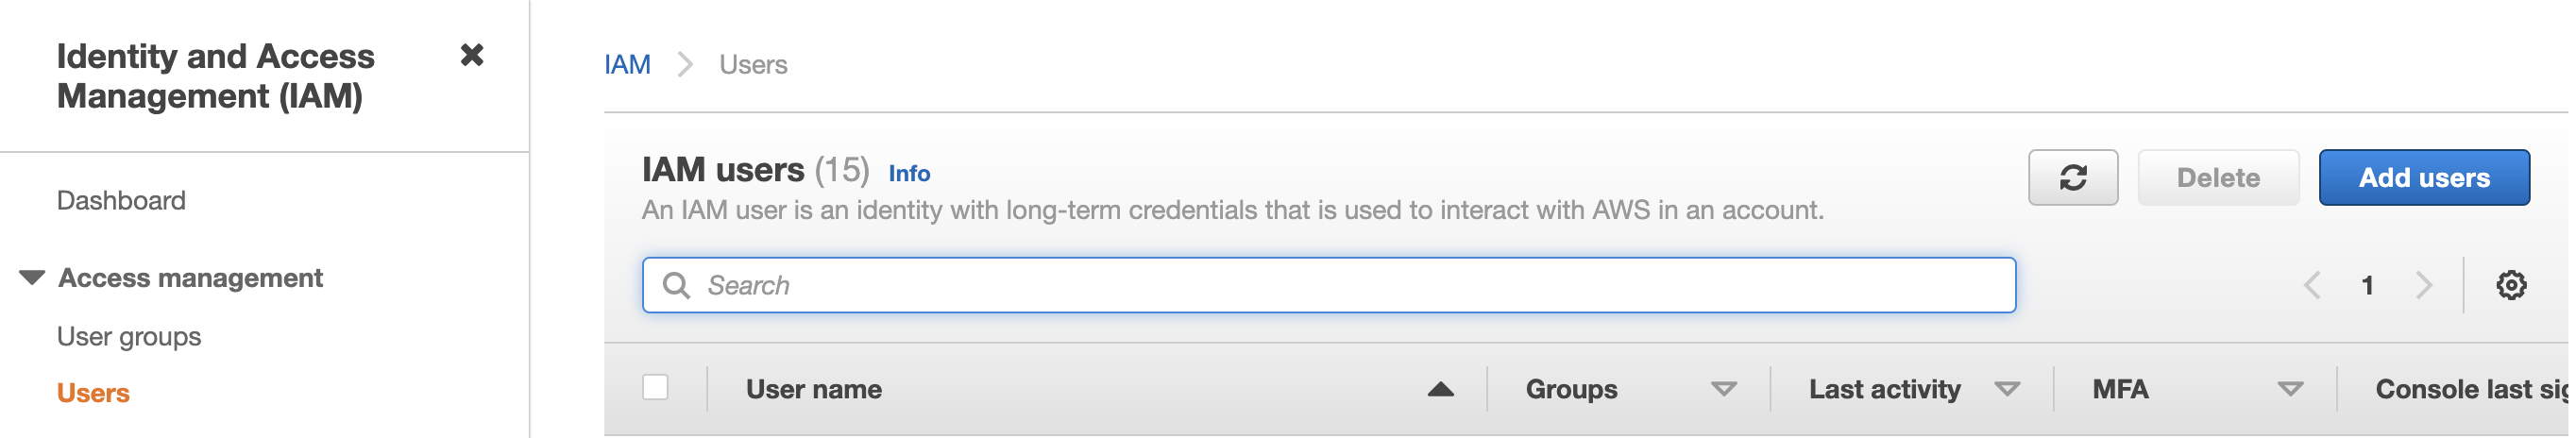 Identity and Access
Management (IAM)
Dashboard
Access management
User groups
Users
IAM
Users
IAM users (15) Info
An IAM user is an identity with long-term credentials that is used to interact with AWS in an account.
Delete
Add users
Search
1
User name
Groups
Last activity
MFA
Console last